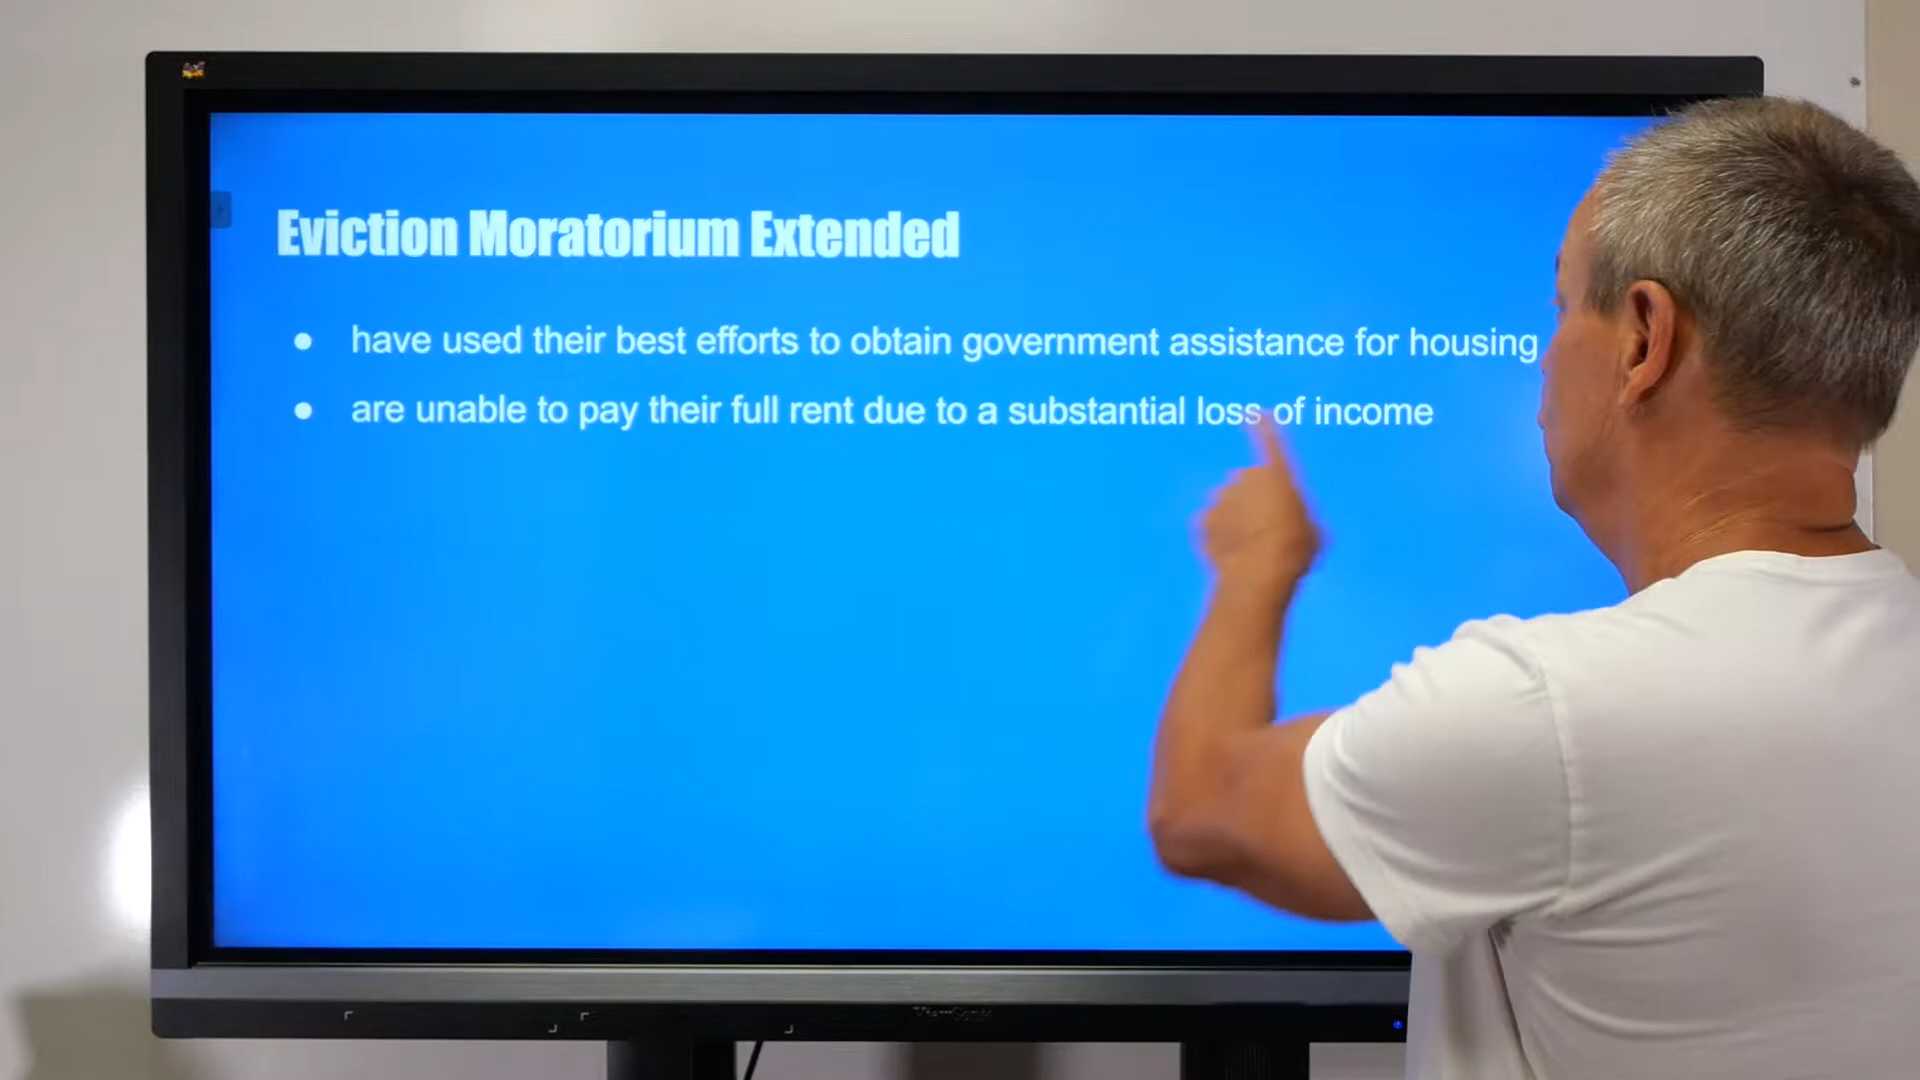 Eviction Moratorium Extended
● have used their best efforts to obtain government assistance for housing
● are unable to pay their full rent due to a substantial loss of income
ViewSonic